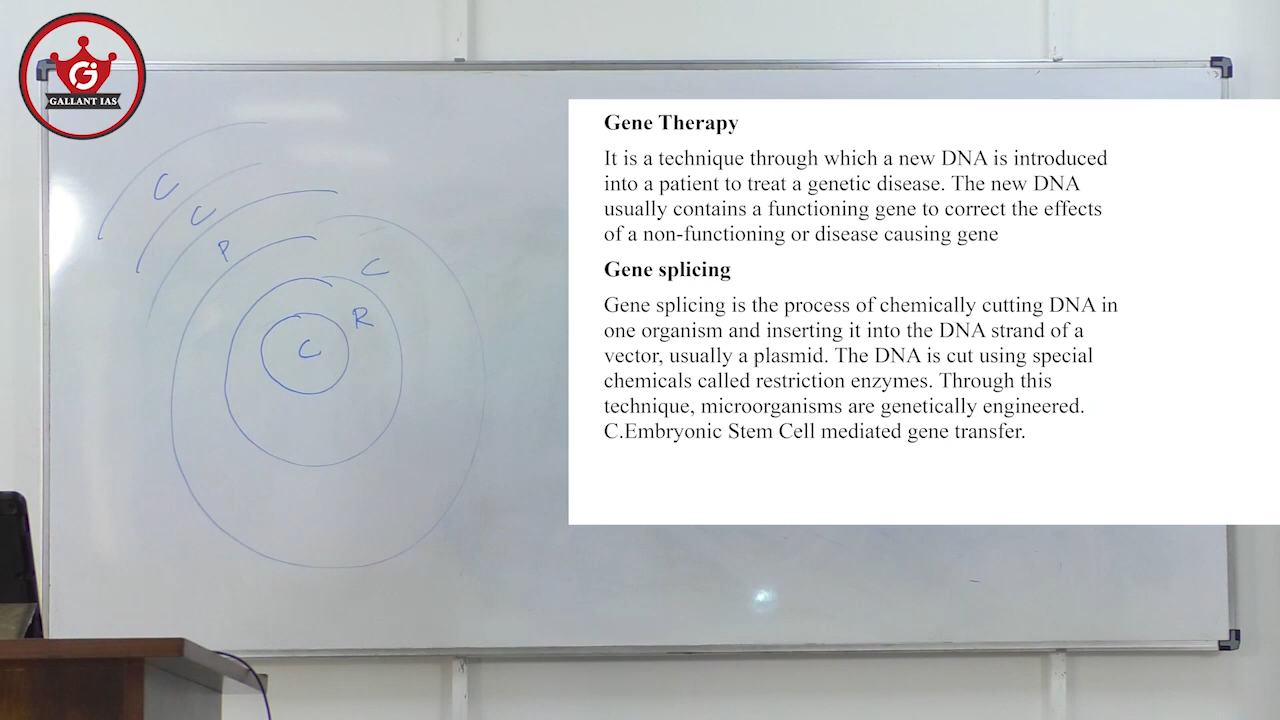 GALLANT IAS
C
C
P
C
R
C
Gene Therapy
It is a technique through which a new DNA is introduced
into a patient to treat a genetic disease. The new DNA
usually contains a functioning gene to correct the effects
of a non-functioning or disease causing gene
Gene splicing
Gene splicing is the process of chemically cutting DNA in
one organism and inserting it into the DNA strand of a
vector, usually a plasmid. The DNA is cut using special
chemicals called restriction enzymes. Through this
technique, microorganisms are genetically engineered.
C.Embryonic Stem Cell mediated gene transfer.